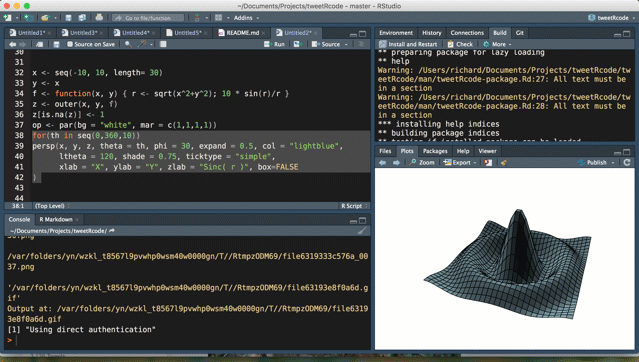 ~/Documents/Projects/tweetRcode - master - RStudio
Go to file/function
Addins
tweetRcode
Untitled1*
Untitled3*
Untitled4*
Untitled5*
README.md
Untitled2*
Source on Save
Run
Source
30
31
32 x <- seq(-10, 10, length= 30)
33 y <- x
34 f <- function(x, y) { r <- sqrt(x^2+y^2); 10 * sin(r)/r }
35 z <- outer(x, y, f)
36 z[is.na(z)] <- 1
37 op <- par(bg = "white", mar = c(1,1,1,1))
38 for(th in seq(0,360,10))
39 persp(x, y, z, theta = th, phi = 30, expand = 0.5, col = "lightblue",
40 ltheta = 120, shade = 0.75, ticktype = "simple",
41 xlab = "X", ylab = "Y", zlab = "Sinc( r )", box=FALSE
42 )
43
44
38:1 (Top Level) R Script
Console R Markdown
~/Documents/Projects/tweetRcode/
36.png
/var/folders/yn/wzkl_t8567l9pvwhp0wsm40w0000gn/T//RtmpzODM69/file6319333c576a_00
37.png
'/var/folders/yn/wzkl_t8567l9pvwhp0wsm40w0000gn/T//RtmpzODM69/file63193e8f0a6d.g
if'
Output at: /var/folders/yn/wzkl_t8567l9pvwhp0wsm40w0000gn/T//RtmpzODM69/file6319
3e8f0a6d.gif
[1] "Using direct authentication"
>
Environment History Connections Build Git
Install and Restart Check More
** preparing package for lazy loading
** help
Warning: /Users/richard/Documents/Projects/tweetRcode/tweetRco
de/man/tweetRcode-package.Rd:27: All text must be
in a section
Warning: /Users/richard/Documents/Projects/tweetRcode/tweetRco
de/man/tweetRcode-package.Rd:28: All text must be
in a section
*** installing help indices
** building package indices
Files Plots Packages Help Viewer
Zoom Export Publish